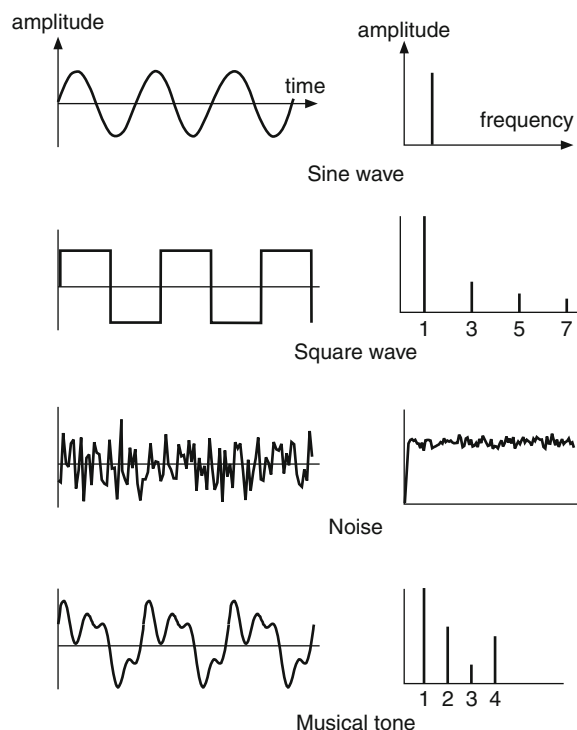 amplitude
time
amplitude
frequency
Sine wave
1 3 5 7
Square wave
Noise
1 2 3 4
Musical tone